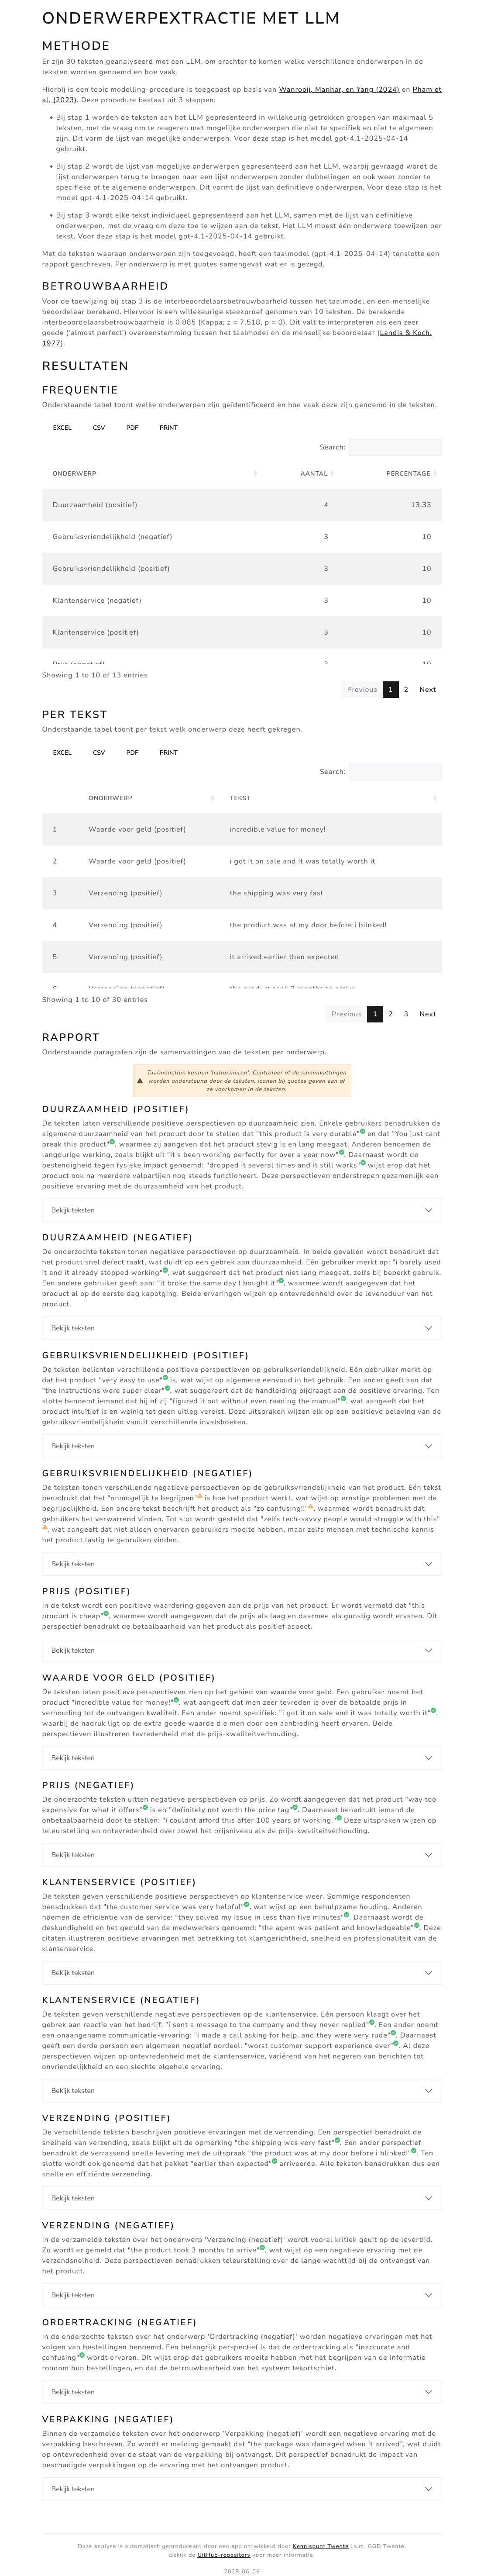 ONDERWERPEXTRACTIE MET LLM
METHODE
Er zijn 30 teksten geanalyseerd met een LLM, om erachter te komen welke verschillende onderwerpen in de
teksten worden genoemd en hoe vaak.
Hierbij is een topic modelling-procedure is toegepast op basis van Wanrooij, Manhar, en Yang (2024) en Pham et
al. (2023). Deze procedure bestaat uit 3 stappen:
• Bij stap 1 worden de teksten aan het LLM gepresenteerd in willekeurig getrokken groepen van maximaal 5
teksten, met de vraag om te reageren met mogelijke onderwerpen die niet te specifiek en niet te algemeen
zijn. Dit vormt de lijst van mogelijke onderwerpen. Voor deze stap is het model gpt-4.1-2025-04-14
gebruikt.
• Bij stap 2 wordt de lijst van mogelijke onderwerpen gepresenteerd aan het LLM, waarbij gevraagd wordt de
lijst onderwerpen terug te brengen naar een lijst onderwerpen zonder dubbelingen en ook weer zonder te
specifieke of te algemene onderwerpen. Dit vormt de lijst van definitieve onderwerpen. Voor deze stap is het
model gpt-4.1-2025-04-14 gebruikt.
• Bij stap 3 wordt elke tekst individueel gepresenteerd aan het LLM, samen met de lijst van definitieve
onderwerpen, met de vraag om deze toe te wijzen aan de tekst. Het LLM moest één onderwerp toewijzen per
tekst. Voor deze stap is het model gpt-4.1-2025-04-14 gebruikt.
Met de teksten waaraan onderwerpen zijn toegevoegd, heeft een taalmodel (gpt-4.1-2025-04-14) tenslotte een
rapport geschreven. Per onderwerp is met quotes samengevat wat er is gezegd.
BETROUWBAARHEID
Voor de toewijzing bij stap 3 is de interbeoordelaarsbetrouwbaarheid tussen het taalmodel en een menselijke
beoordelaar berekend. Hiervoor is een willekeurige steekproef genomen van 10 teksten. De berekende
interbeoordelaarsbetrouwbaarheid is 0.885 (Kappa; z = 7.518, p = 0). Dit valt te interpreteren als een zeer
goede ('almost perfect') overeenstemming tussen het taalmodel en de menselijke beoordelaar (Landis & Koch,
1977).
RESULTATEN
FREQUENTIE
Onderstaande tabel toont welke onderwerpen zijn geïdentificeerd en hoe vaak deze zijn genoemd in de teksten.
EXCEL CSV PDF PRINT
Search:
ONDERWERP AANTAL PERCENTAGE
Duurzaamheid (positief) 4 13.33
Gebruiksvriendelijkheid (negatief) 3 10
Gebruiksvriendelijkheid (positief) 3 10
Klantenservice (negatief) 3 10
Klantenservice (positief) 3 10
Showing 1 to 10 of 13 entries
Previous 1 2 Next
PER TEKST
Onderstaande tabel toont per tekst welk onderwerp deze heeft gekregen.
EXCEL CSV PDF PRINT
Search:
ONDERWERP TEKST
1 Waarde voor geld (positief) incredible value for money!
2 Waarde voor geld (positief) i got it on sale and it was totally worth it
3 Verzending (positief) the shipping was very fast
4 Verzending (positief) the product was at my door before i blinked!
5 Verzending (positief) it arrived earlier than expected
Showing 1 to 10 of 30 entries
Previous 1 2 3 Next
RAPPORT
Onderstaande paragrafen zijn de samenvattingen van de teksten per onderwerp.
Taalmodellen kunnen 'hallucineren'. Controleer of de samenvattingen
worden ondersteund door de teksten. Iconen bij quotes geven aan of
ze voorkomen in de teksten.
DUURZAAMHEID (POSITIEF)
De teksten laten verschillende positieve perspectieven op duurzaamheid zien. Enkele gebruikers benadrukken de
algemene duurzaamheid van het product door te stellen dat "this product is very durable" en dat "You just cant
break this product", waarmee zij aangeven dat het product stevig is en lang meegaat. Anderen benoemen de
langdurige werking, zoals blijkt uit "it's been working perfectly for over a year now". Daarnaast wordt de
bestendigheid tegen fysieke impact genoemd: "dropped it several times and it still works" wijst erop dat het
product ook na meerdere valpartijen nog steeds functioneert. Deze perspectieven onderstrepen gezamenlijk een
positieve ervaring met de duurzaamheid van het product.
Bekijk teksten
DUURZAAMHEID (NEGATIEF)
De onderzochte teksten tonen negatieve perspectieven op duurzaamheid. In beide gevallen wordt benadrukt dat
het product snel defect raakt, wat duidt op een gebrek aan duurzaamheid. Eén gebruiker merkt op: "i barely used
it and it already stopped working", wat suggereert dat het product niet lang meegaat, zelfs bij beperkt gebruik.
Een andere gebruiker geeft aan: "it broke the same day i bought it", waarmee wordt aangegeven dat het
product al op de eerste dag kapotging. Beide ervaringen wijzen op ontevredenheid over de levensduur van het
product.
Bekijk teksten
GEBRUIKSVRIENDELIJKHEID (POSITIEF)
De teksten belichten verschillende positieve perspectieven op gebruiksvriendelijkheid. Eén gebruiker merkt op
dat het product "very easy to use" is, wat wijst op algemene eenvoud in het gebruik. Een ander geeft aan dat
"the instructions were super clear", wat suggereert dat de handleiding bijdraagt aan de positieve ervaring. Ten
slotte benoemt iemand dat hij of zij "figured it out without even reading the manual", wat aangeeft dat het
product intuïtief is en weinig tot geen uitleg vereist. Deze uitspraken wijzen elk op een positieve beleving van de
gebruiksvriendelijkheid vanuit verschillende invalshoeken.
Bekijk teksten
GEBRUIKSVRIENDELIJKHEID (NEGATIEF)
De teksten tonen verschillende negatieve perspectieven op de gebruiksvriendelijkheid van het product. Eén tekst
benadrukt dat het "onmogelijk te begrijpen" is hoe het product werkt, wat wijst op ernstige problemen met de
begrijpelijkheid. Een andere tekst beschrijft het product als "zo confusing!!", waarmee wordt benadrukt dat
gebruikers het verwarrend vinden. Tot slot wordt gesteld dat "zelfs tech-savvy people would struggle with this"
, wat aangeeft dat niet alleen onervaren gebruikers moeite hebben, maar zelfs mensen met technische kennis
het product lastig te gebruiken vinden.
Bekijk teksten
PRIJS (POSITIEF)
In de tekst wordt een positieve waardering gegeven aan de prijs van het product. Er wordt vermeld dat "this
product is cheap", waarmee wordt aangegeven dat de prijs als laag en daarmee als gunstig wordt ervaren. Dit
perspectief benadrukt de betaalbaarheid van het product als positief aspect.
Bekijk teksten
WAARDE VOOR GELD (POSITIEF)
De teksten laten positieve perspectieven zien op het gebied van waarde voor geld. Een gebruiker noemt het
product "incredible value for money!", wat aangeeft dat men zeer tevreden is over de betaalde prijs in
verhouding tot de ontvangen kwaliteit. Een ander noemt specifiek: "i got it on sale and it was totally worth it",
waarbij de nadruk ligt op de extra goede waarde die men door een aanbieding heeft ervaren. Beide
perspectieven illustreren tevredenheid met de prijs-kwaliteitverhouding.
Bekijk teksten
PRIJS (NEGATIEF)
De onderzochte teksten uitten negatieve perspectieven op prijs. Zo wordt aangegeven dat het product "way too
expensive for what it offers" is en "definitely not worth the price tag". Daarnaast benadrukt iemand de
onbetaalbaarheid door te stellen: "i couldnt afford this after 100 years of working." Deze uitspraken wijzen op
teleurstelling en ontevredenheid over zowel het prijsniveau als de prijs-kwaliteitverhouding.
Bekijk teksten
KLANTENSERVICE (POSITIEF)
De teksten geven verschillende positieve perspectieven op klantenservice weer. Sommige respondenten
benadrukken dat "the customer service was very helpful", wat wijst op een behulpzame houding. Anderen
noemen de efficiëntie van de service: "they solved my issue in less than five minutes". Daarnaast wordt de
deskundigheid en het geduld van de medewerkers genoemd: "the agent was patient and knowledgeable". Deze
citaten illustreren positieve ervaringen met betrekking tot klantgerichtheid, snelheid en professionaliteit van de
klantenservice.
Bekijk teksten
KLANTENSERVICE (NEGATIEF)
De teksten geven verschillende negatieve perspectieven op de klantenservice. Eén persoon klaagt over het
gebrek aan reactie van het bedrijf: "i sent a message to the company and they never replied". Een ander noemt
een onaangename communicatie-ervaring: "i made a call asking for help, and they were very rude". Daarnaast
geeft een derde persoon een algemeen negatief oordeel: "worst customer support experience ever". Al deze
perspectieven wijzen op ontevredenheid met de klantenservice, variërend van het negeren van berichten tot
onvriendelijkheid en een slechte algehele ervaring.
Bekijk teksten
VERZENDING (POSITIEF)
De verschillende teksten beschrijven positieve ervaringen met de verzending. Een perspectief benadrukt de
snelheid van verzending, zoals blijkt uit de opmerking "the shipping was very fast". Een ander perspectief
benadrukt de verrassend snelle levering met de uitspraak "the product was at my door before i blinked!". Ten
slotte wordt ook genoemd dat het pakket "earlier than expected" arriveerde. Alle teksten benadrukken dus een
snelle en efficiënte verzending.
Bekijk teksten
VERZENDING (NEGATIEF)
In de verzamelde teksten over het onderwerp 'Verzending (negatief)' wordt vooral kritiek geuit op de levertijd.
Zo wordt er gemeld dat "the product took 3 months to arrive", wat wijst op een negatieve ervaring met de
verzendsnelheid. Deze perspectieven benadrukken teleurstelling over de lange wachttijd bij de ontvangst van
het product.
Bekijk teksten
ORDERTRACKING (NEGATIEF)
In de onderzochte teksten over het onderwerp 'Ordertracking (negatief)' worden negatieve ervaringen met het
volgen van bestellingen benoemd. Een belangrijk perspectief is dat de ordertracking als "inaccurate and
confusing" wordt ervaren. Dit wijst erop dat gebruikers moeite hebben met het begrijpen van de informatie
rondom hun bestellingen, en dat de betrouwbaarheid van het systeem tekortschiet.
Bekijk teksten
VERPAKKING (NEGATIEF)
Binnen de verzamelde teksten over het onderwerp 'Verpakking (negatief)' wordt een negatieve ervaring met de
verpakking beschreven. Zo wordt er melding gemaakt dat "the package was damaged when it arrived", wat duidt
op ontevredenheid over de staat van de verpakking bij ontvangst. Dit perspectief benadrukt de impact van
beschadigde verpakkingen op de ervaring met het ontvangen product.
Bekijk teksten
Deze analyse is automatisch geproduceerd door een app ontwikkeld door Kennispunt Twente i.s.m. GGD Twente.
Bekijk de GitHub-repository voor meer informatie.
2025-06-06